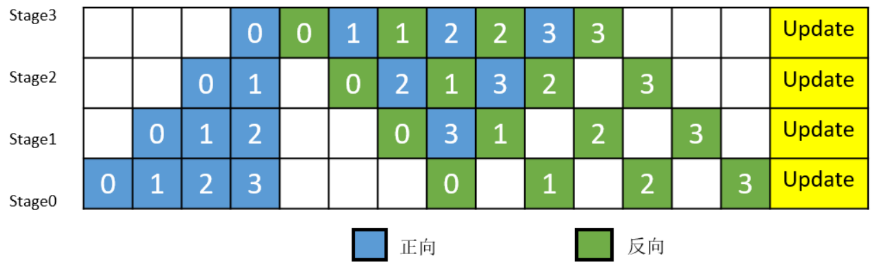 Stage3 0 0 1 1 2 2 3 3 Update
Stage2 0 1 0 2 1 3 2 3 Update
Stage1 0 1 2 0 3 1 2 3 Update
Stage0 0 1 2 3 0 1 2 3 Update
正向 反向